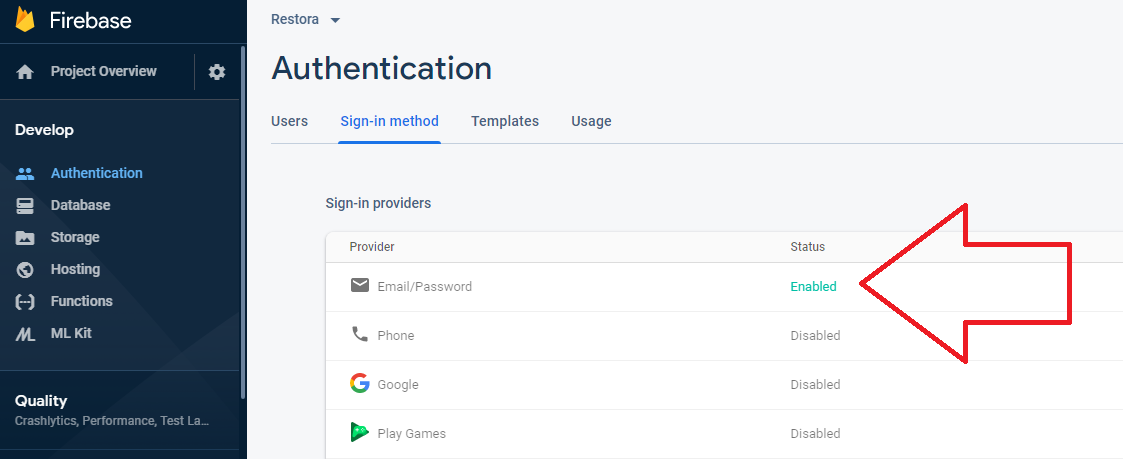 Firebase
Project Overview
Develop
Authentication
Database
Storage
Hosting
Functions
ML Kit
Quality
Crashlytics, Performance, Test La...
Restora
Authentication
Users Sign-in method Templates Usage
Sign-in providers
Provider Status
Email/Password Enabled
Phone Disabled
Google Disabled
Play Games Disabled